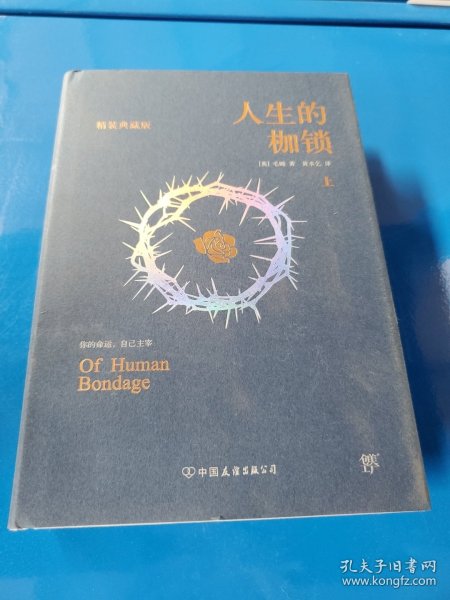 精装典藏版
人生的
枷锁
[英] 毛姆 著 黄水乞 译
上
你的命运，自己主宰
Of Human
Bondage
中国友谊出版公司
孔夫子旧书网
www.kongfz.com